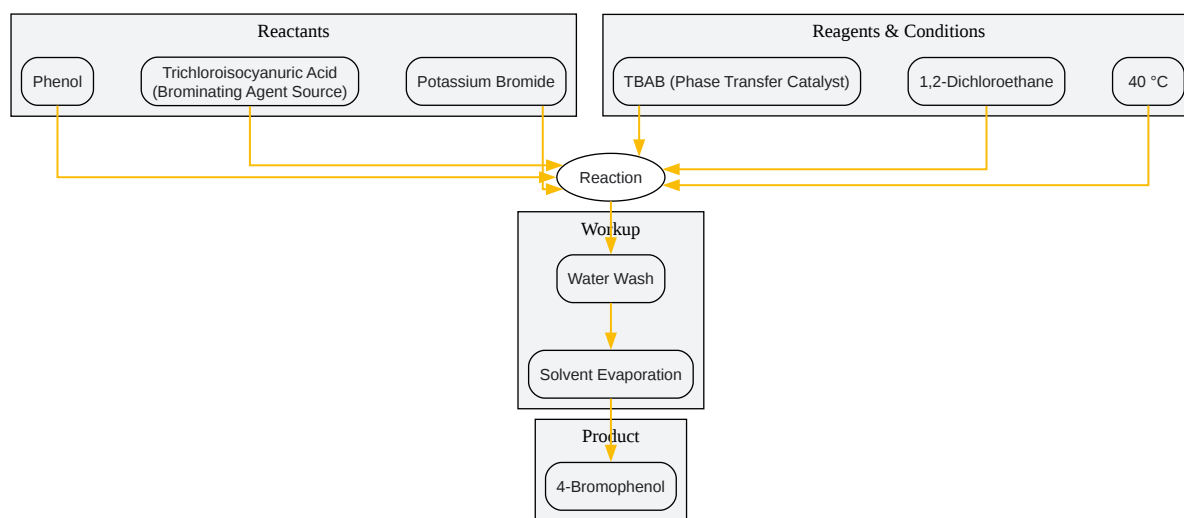 Reactants
Reagents & Conditions
Phenol
Trichloroisocyanuric Acid
(Brominating Agent Source)
Potassium Bromide
TBAB (Phase Transfer Catalyst)
1,2-Dichloroethane
40 °C
Reaction
Workup
Water Wash
Solvent Evaporation
Product
4-Bromophenol